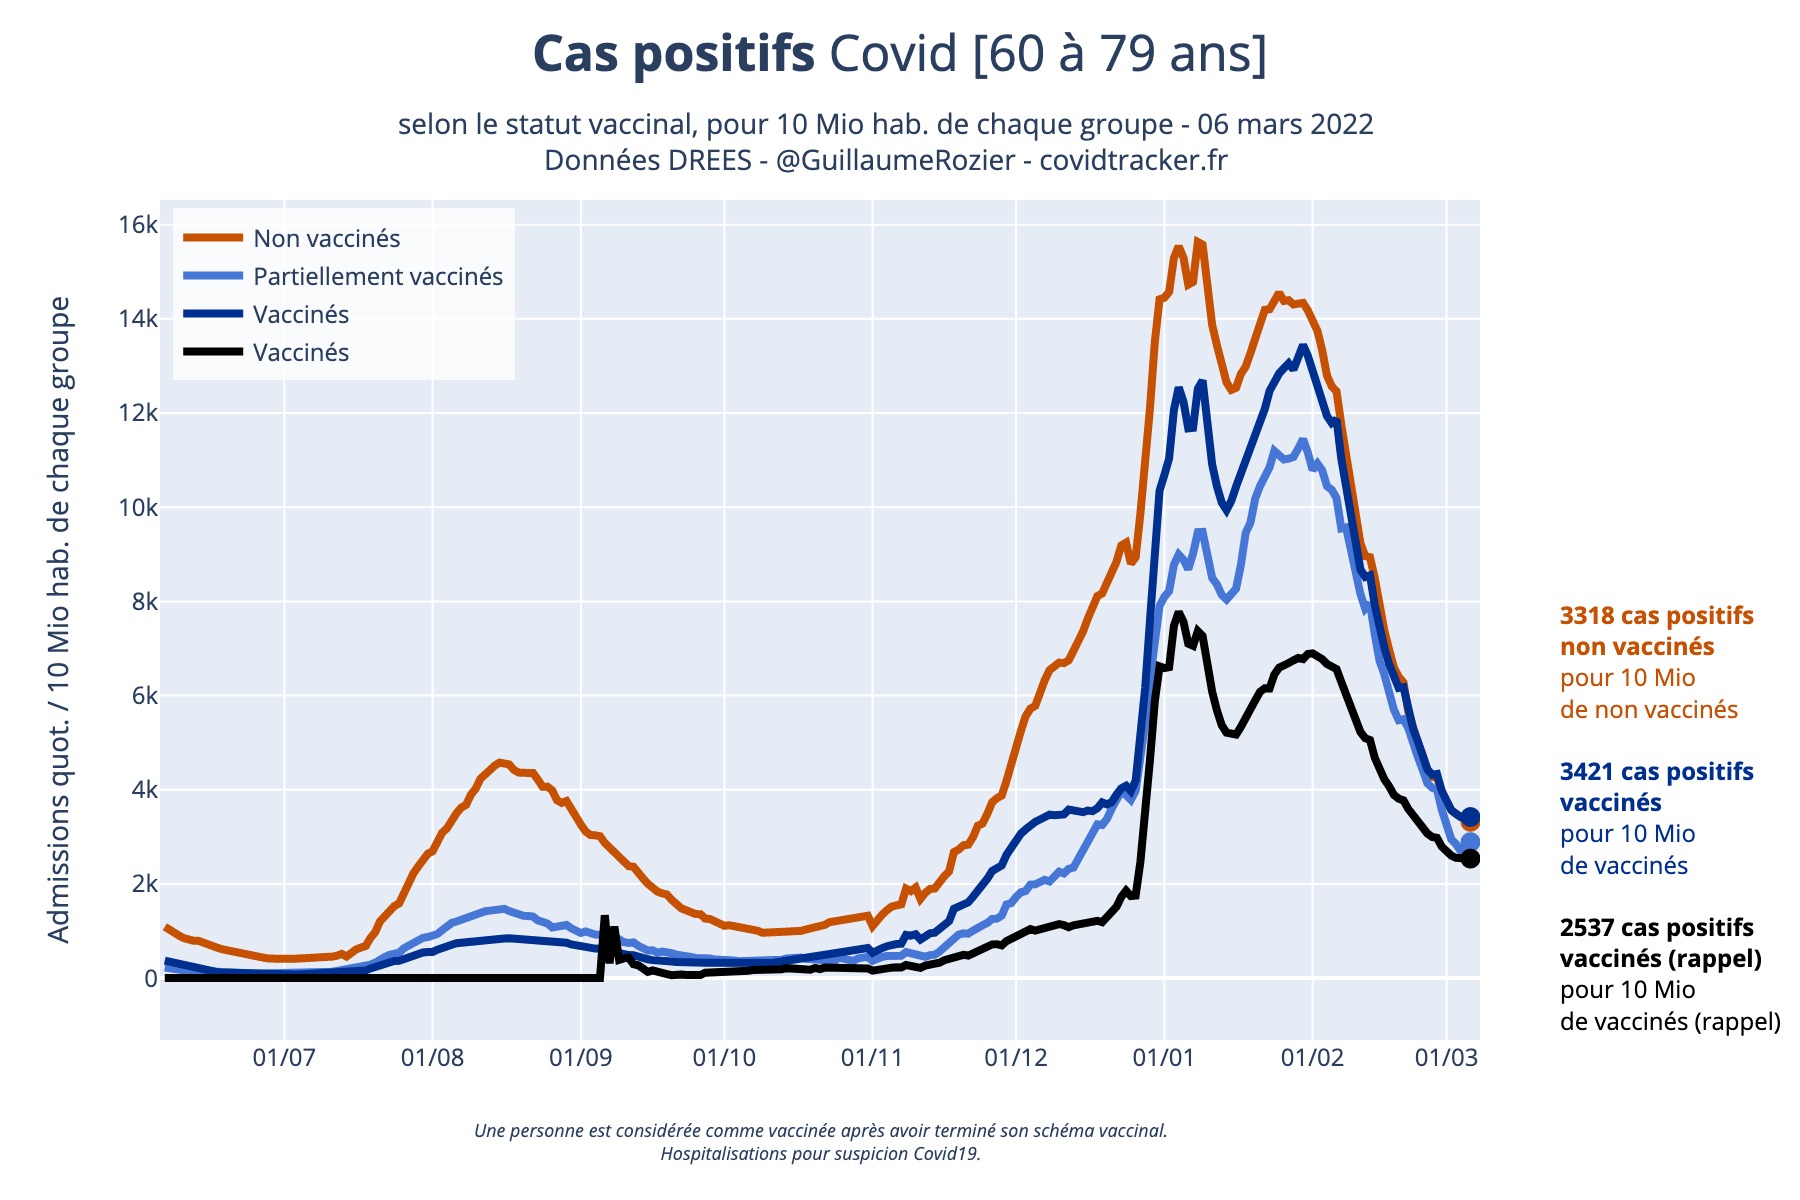 Cas positifs Covid [60 à 79 ans]
selon le statut vaccinal, pour 10 Mio hab. de chaque groupe - 06 mars 2022
Données DREES - @GuillaumeRozier - covidtracker.fr
Admissions quot. / 10 Mio hab. de chaque groupe
16k
14k
12k
10k
8k
6k
4k
2k
0
Non vaccinés
Partiellement vaccinés
Vaccinés
Vaccinés
01/07
01/08
01/09
01/10
01/11
01/12
01/01
01/02
01/03
3318 cas positifs
non vaccinés
pour 10 Mio
de non vaccinés
3421 cas positifs
vaccinés
pour 10 Mio
de vaccinés
2537 cas positifs
vaccinés (rappel)
pour 10 Mio
de vaccinés (rappel)
Une personne est considérée comme vaccinée après avoir terminé son schéma vaccinal.
Hospitalisations pour suspicion Covid19.